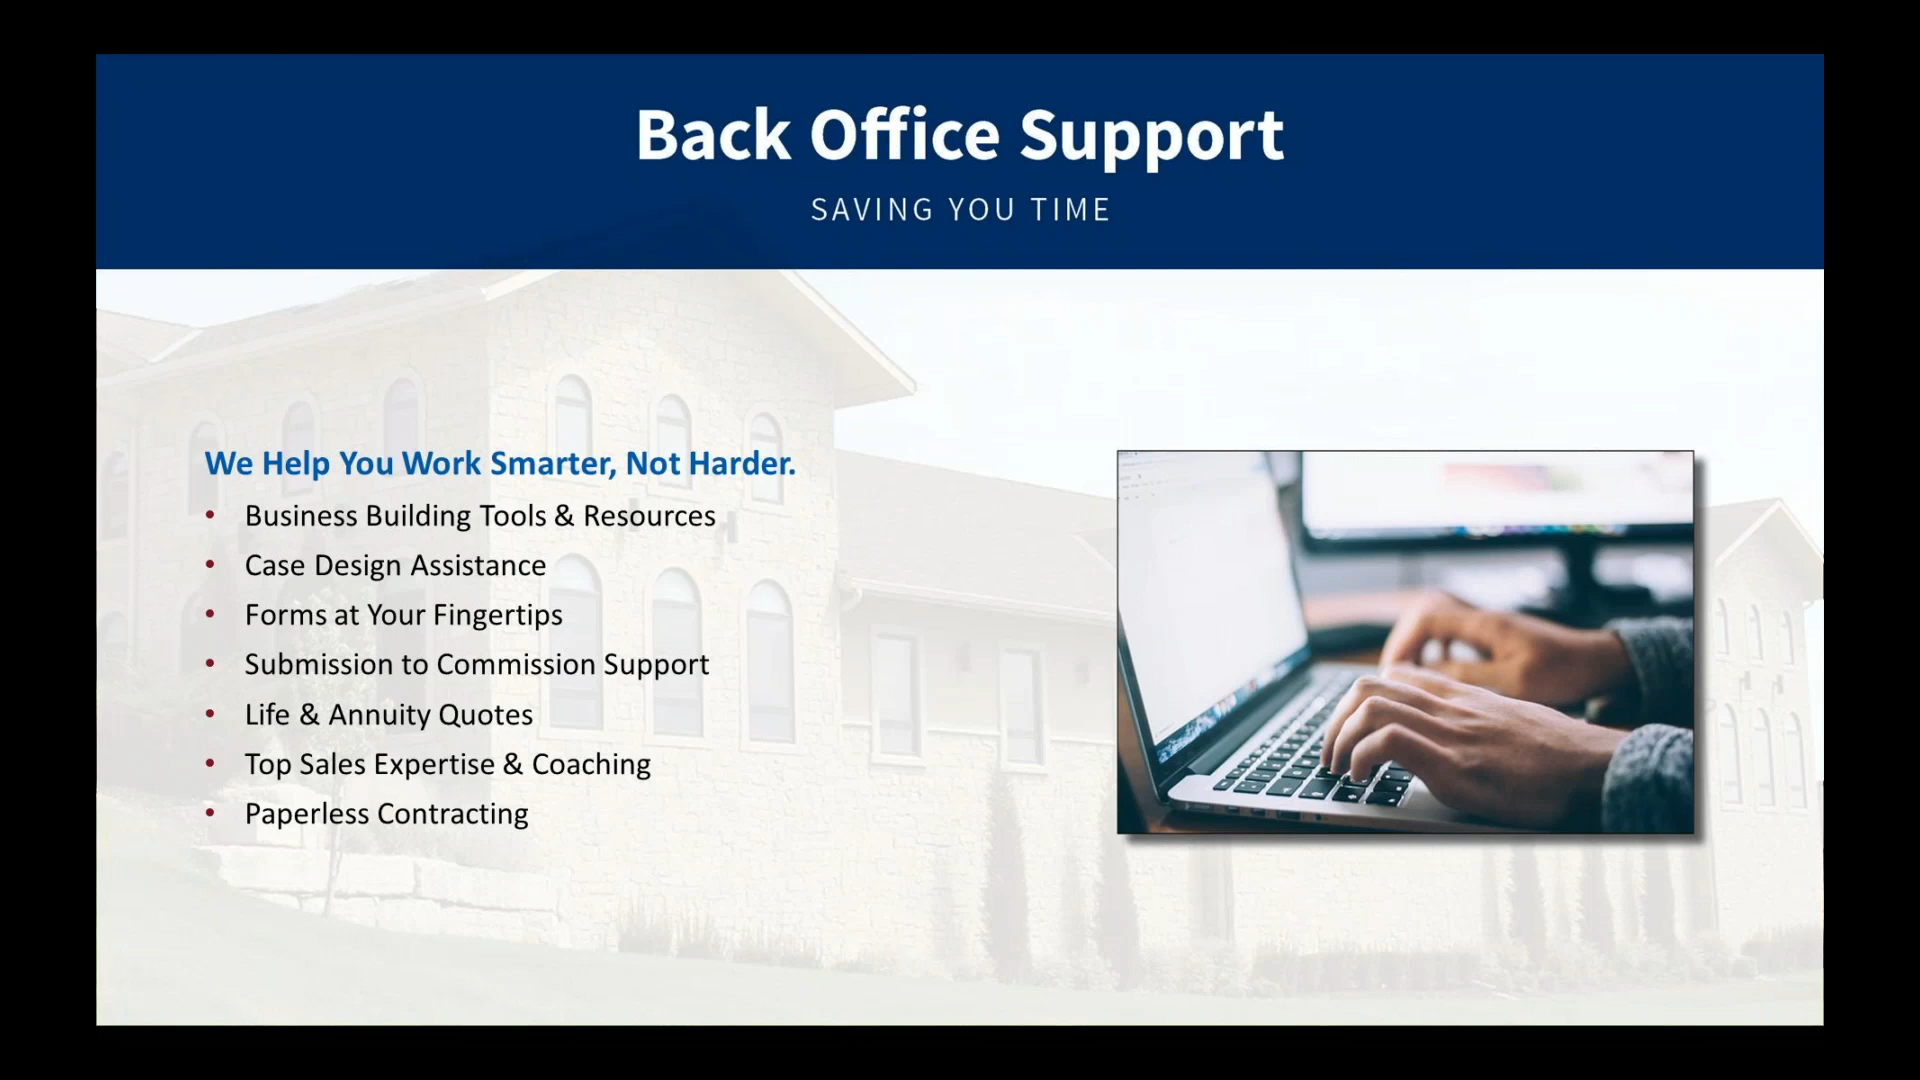 Back Office Support
SAVING YOU TIME
We Help You Work Smarter, Not Harder.
• Business Building Tools & Resources
• Case Design Assistance
• Forms at Your Fingertips
• Submission to Commission Support
• Life & Annuity Quotes
• Top Sales Expertise & Coaching
• Paperless Contracting